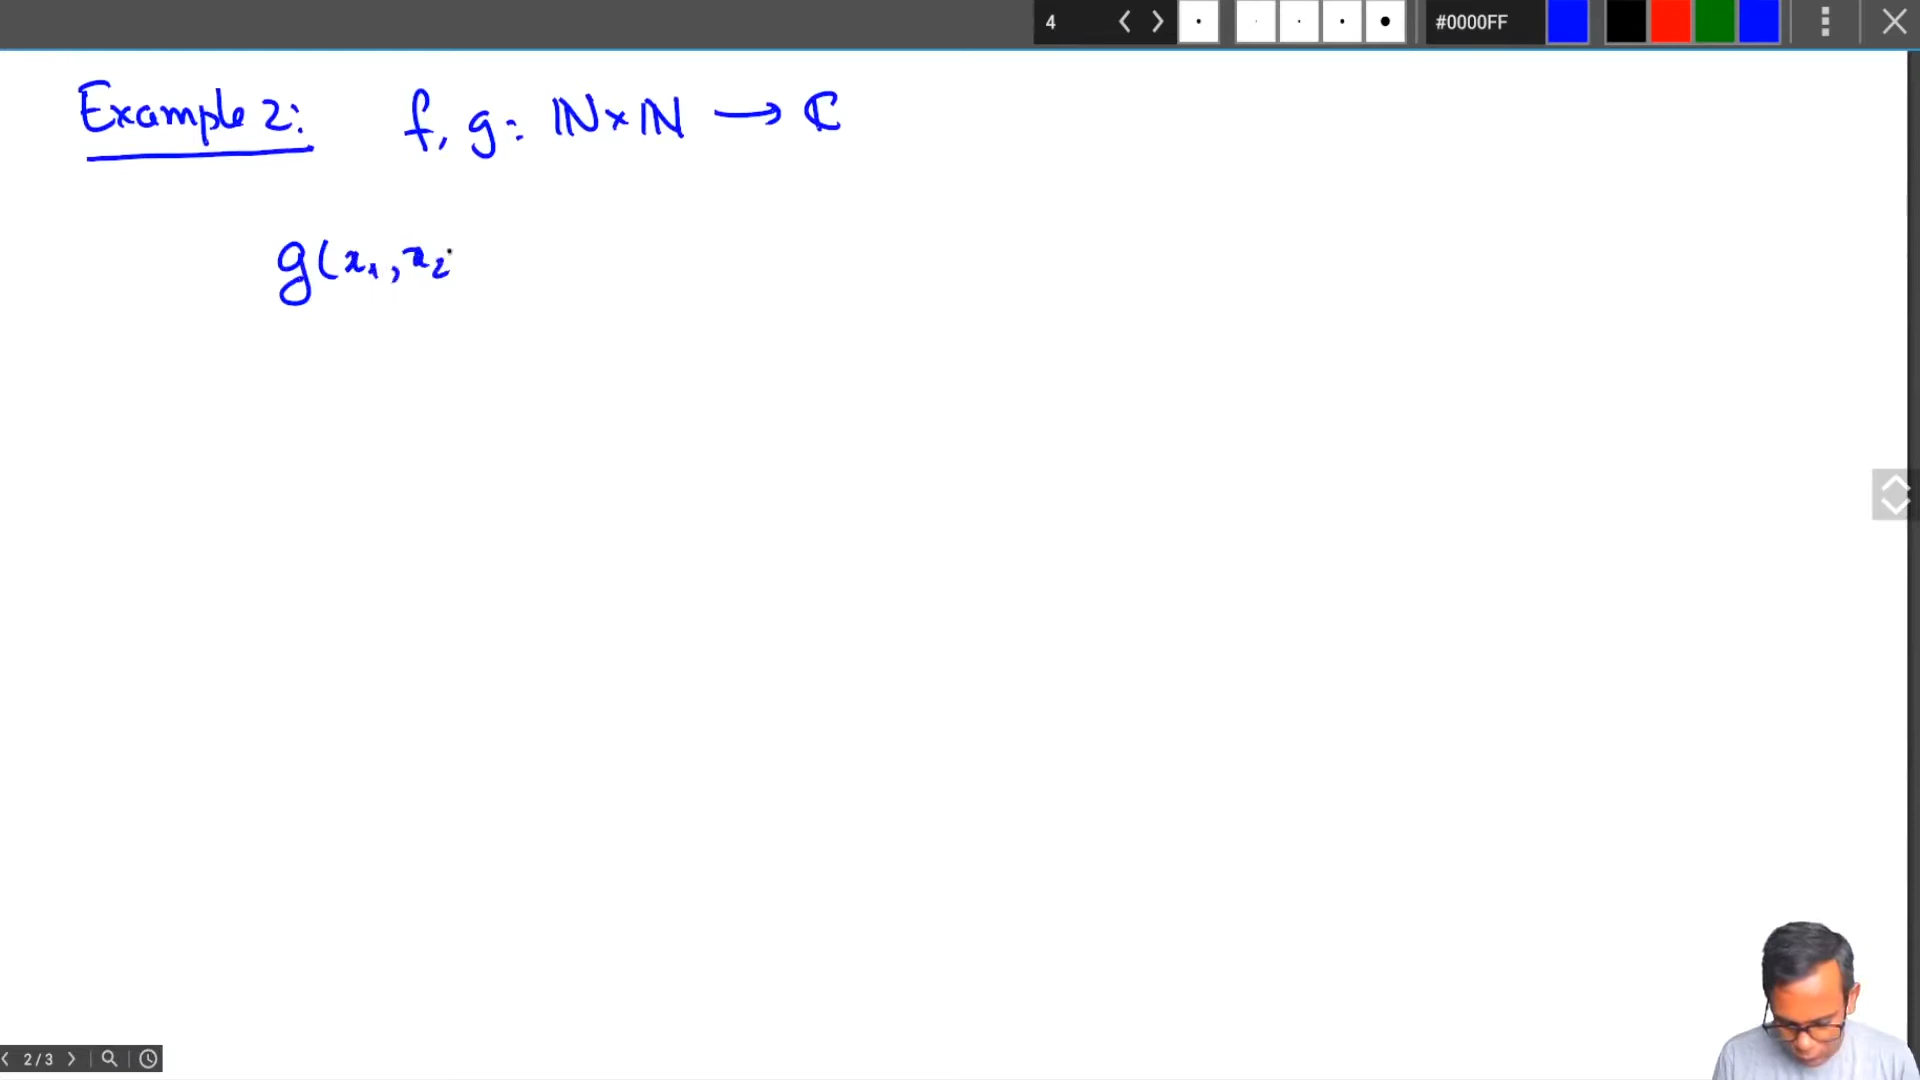 4 #0000FF
Example 2: f, g : ℕ×ℕ → ℂ
g(x₁, x₂
2/3